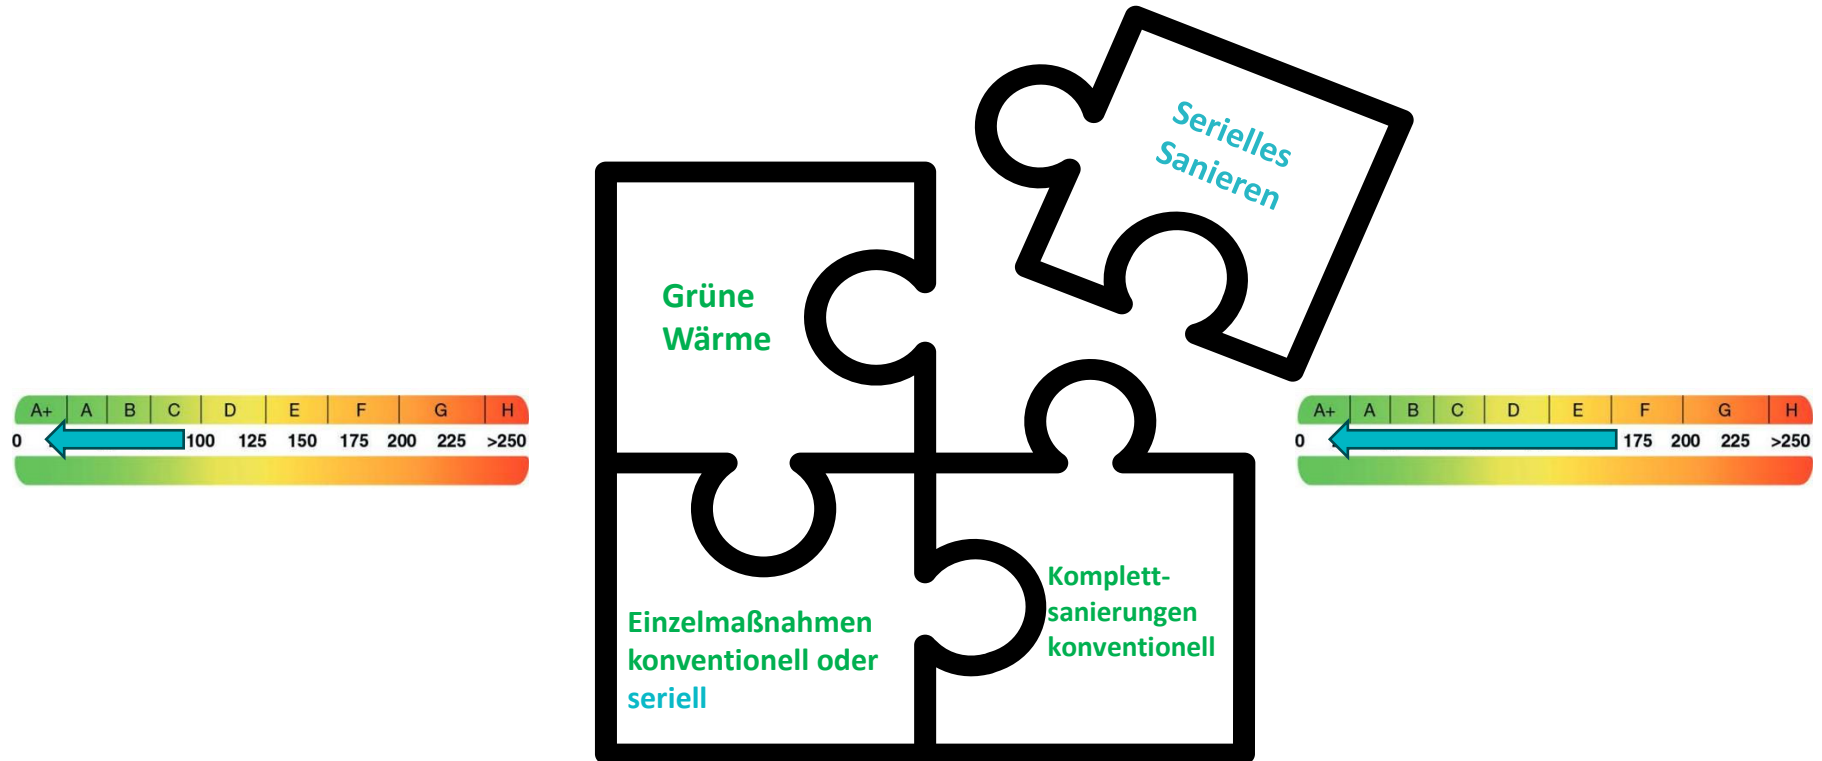 Serielles
Sanieren
Grüne
Wärme
A+ A B C D E F G H
0 100 125 150 175 200 225 >250
A+ A B C D E F G H
0 175 200 225 >250
Einzelmaßnahmen
konventionell oder
seriell
Komplett-
sanierungen
konventionell